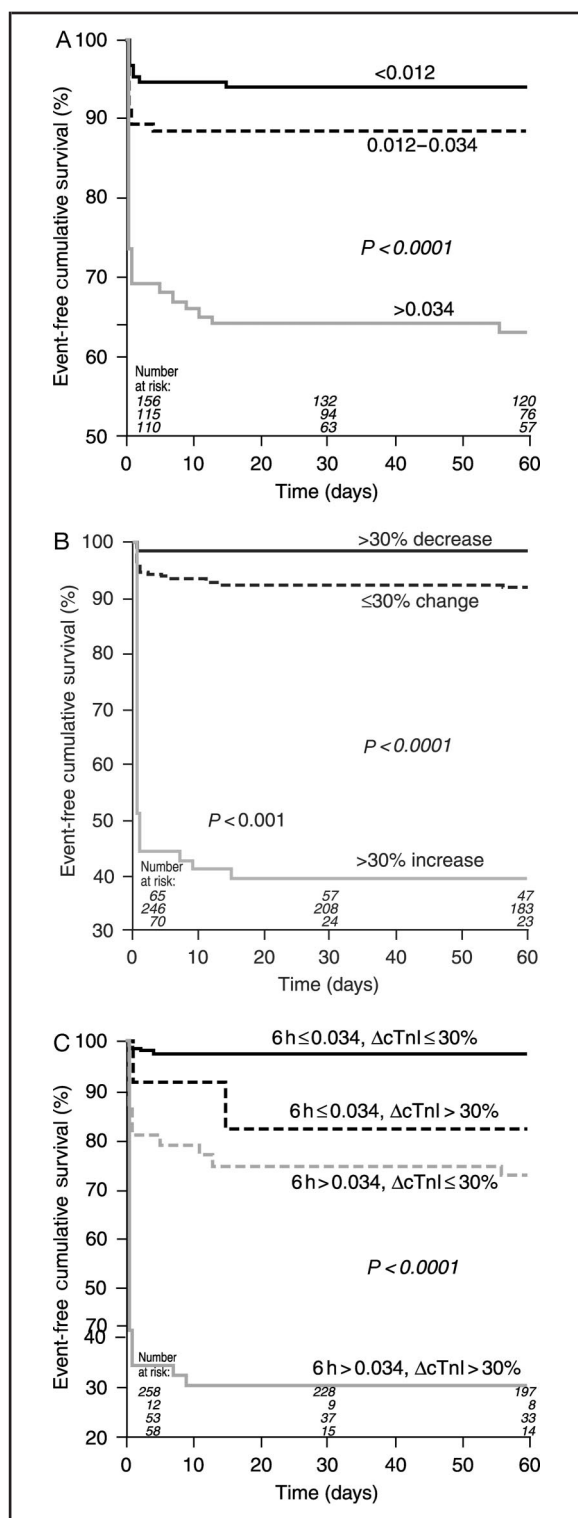 A
Event-free cumulative survival (%)
100
90
80
70
60
50
<0.012
0.012–0.034
P < 0.0001
>0.034
Number
at risk:
156 132 120
115 94 76
110 63 57
0 10 20 30 40 50 60
Time (days)
B
Event-free cumulative survival (%)
100
90
80
70
60
50
40
30
>30% decrease
≤30% change
P < 0.0001
P < 0.001
>30% increase
Number
at risk:
65 57 47
246 208 183
70 24 23
0 10 20 30 40 50 60
Time (days)
C
Event-free cumulative survival (%)
100
90
80
70
60
50
70
40
30
20
6 h ≤ 0.034, ΔcTnI ≤ 30%
6 h ≤ 0.034, ΔcTnI > 30%
6 h > 0.034, ΔcTnI ≤ 30%
P < 0.0001
6 h > 0.034, ΔcTnI > 30%
Number
at risk:
258 228 197
12 9 8
53 37 33
58 15 14
0 10 20 30 40 50 60
Time (days)